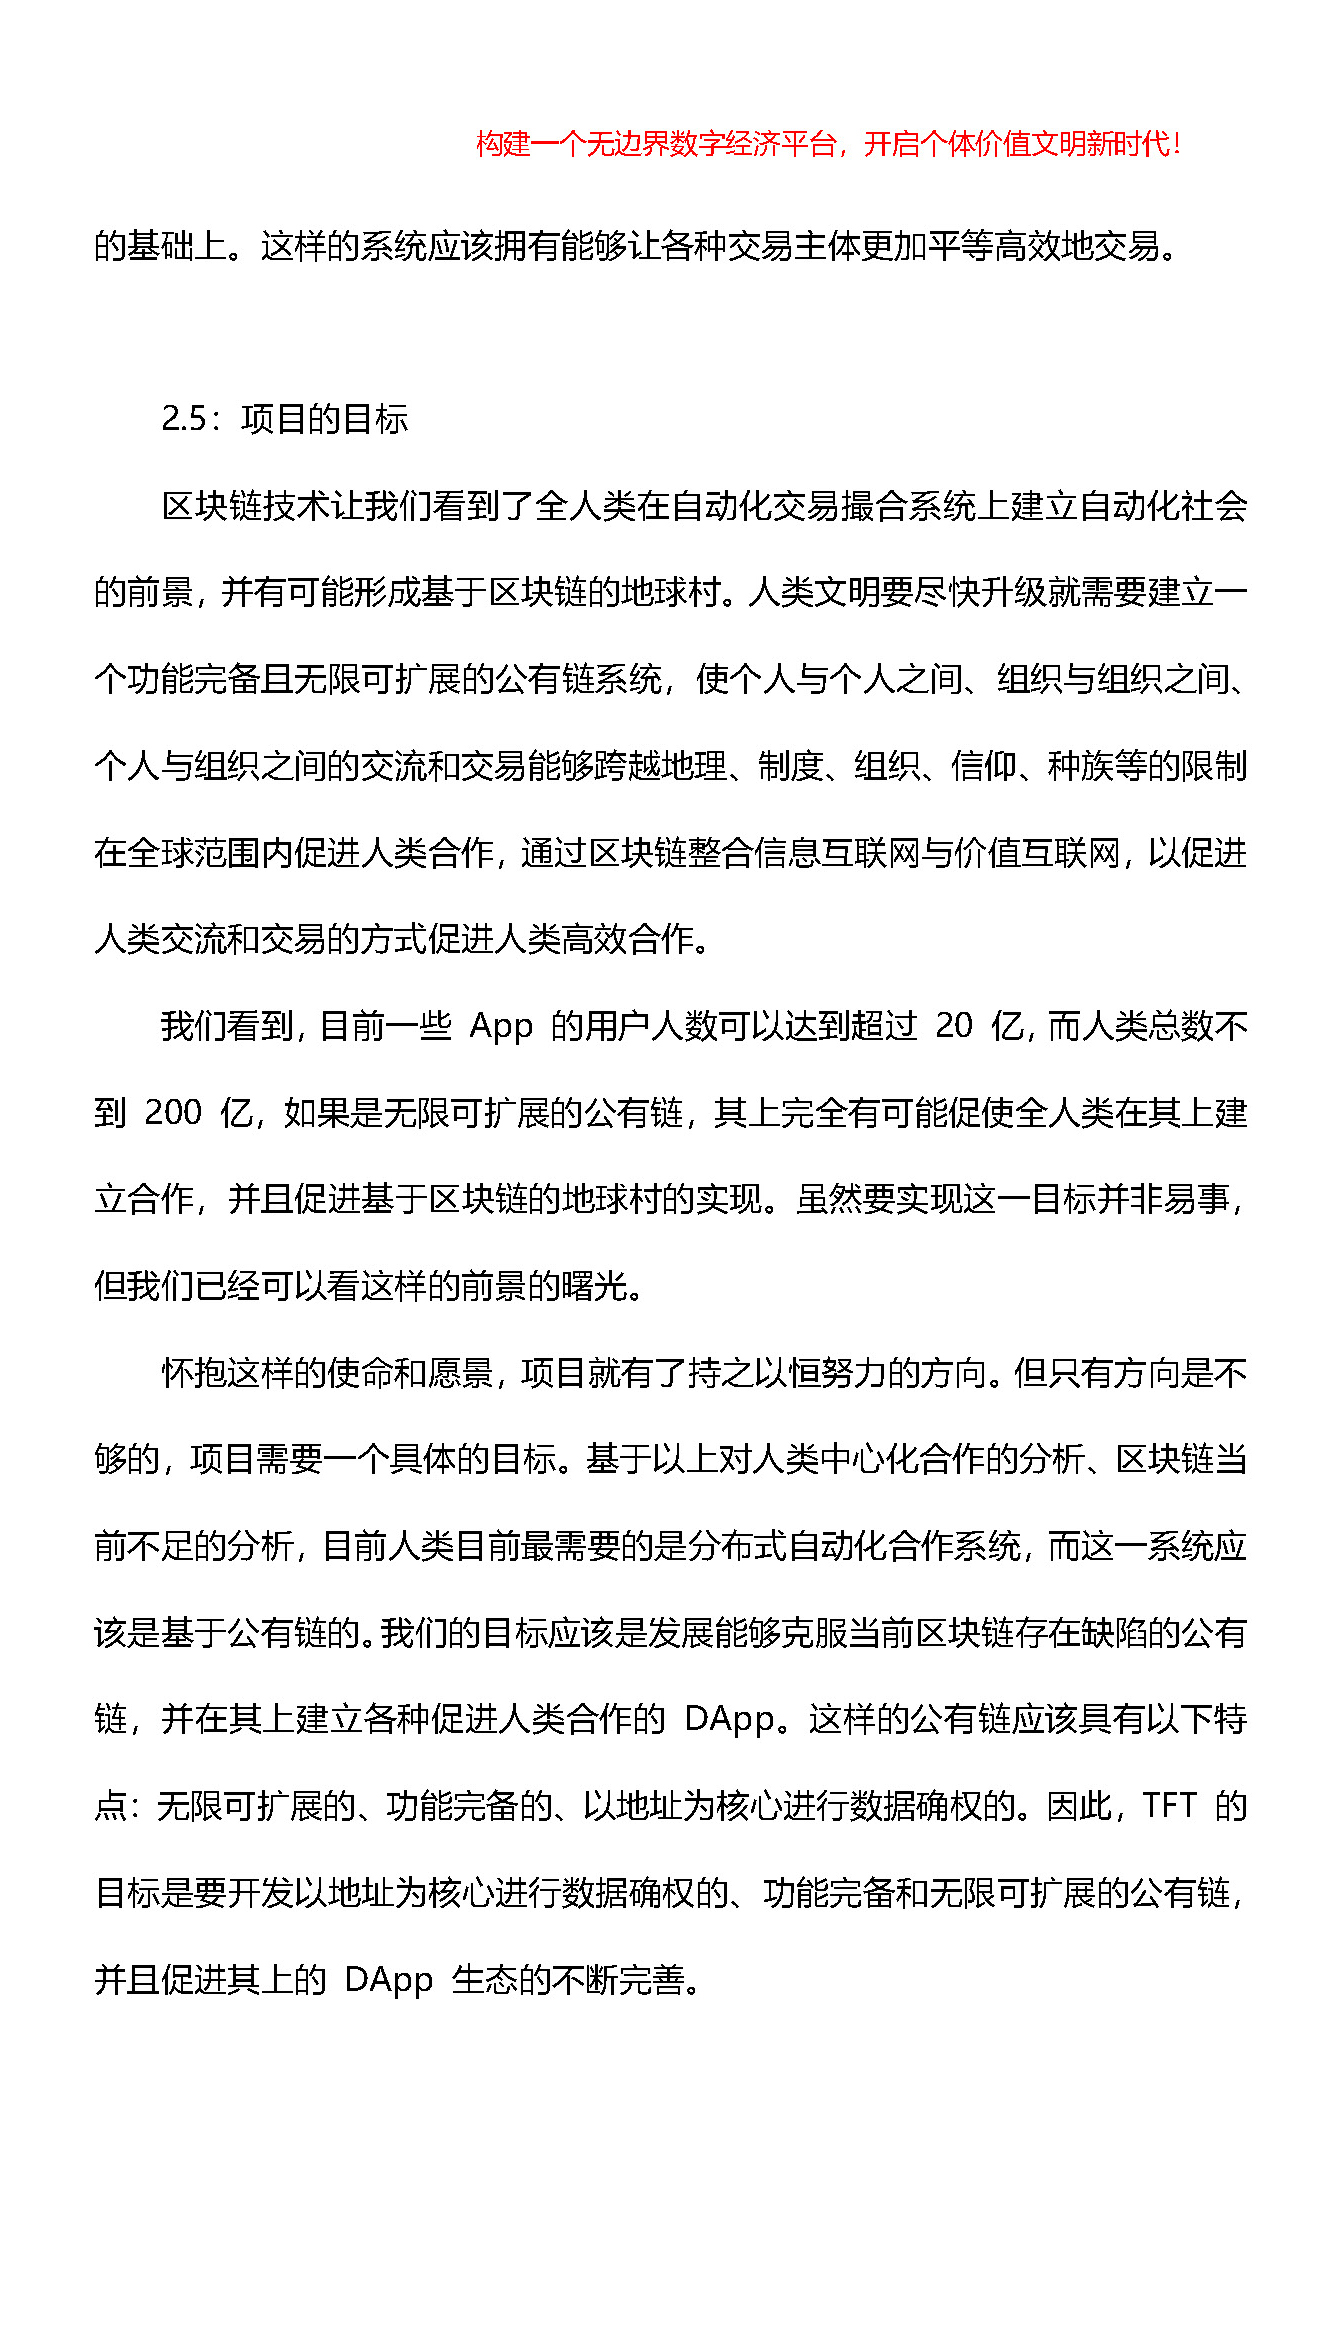 构建一个无边界数字经济平台，开启个体价值文明新时代！
的基础上。这样的系统应该拥有能够让各种交易主体更加平等高效地交易。
2.5：项目的目标
区块链技术让我们看到了全人类在自动化交易撮合系统上建立自动化社会
的前景，并有可能形成基于区块链的地球村。人类文明要尽快升级就需要建立一
个功能完备且无限可扩展的公有链系统，使个人与个人之间、组织与组织之间、
个人与组织之间的交流和交易能够跨越地理、制度、组织、信仰、种族等的限制
在全球范围内促进人类合作，通过区块链整合信息互联网与价值互联网，以促进
人类交流和交易的方式促进人类高效合作。
我们看到，目前一些 App 的用户人数可以达到超过 20 亿，而人类总数不
到 200 亿，如果是无限可扩展的公有链，其上完全有可能促使全人类在其上建
立合作，并且促进基于区块链的地球村的实现。虽然要实现这一目标并非易事，
但我们已经可以看这样的前景的曙光。
怀抱这样的使命和愿景，项目就有了持之以恒努力的方向。但只有方向是不
够的，项目需要一个具体的目标。基于以上对人类中心化合作的分析、区块链当
前不足的分析，目前人类目前最需要的是分布式自动化合作系统，而这一系统应
该是基于公有链的。我们的目标应该是发展能够克服当前区块链存在缺陷的公有
链，并在其上建立各种促进人类合作的 DApp。这样的公有链应该具有以下特
点：无限可扩展的、功能完备的、以地址为核心进行数据确权的。因此，TFT 的
目标是要开发以地址为核心进行数据确权的、功能完备和无限可扩展的公有链，
并且促进其上的 DApp 生态的不断完善。